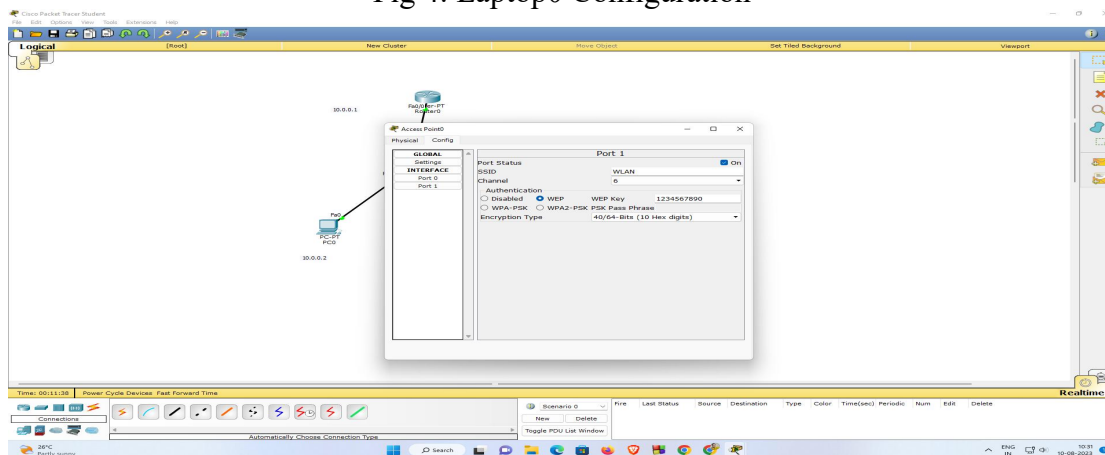 Fig 4. Laptop0 Configuration
Cisco Packet Tracer Student
File Edit Options View Tools Extensions Help
Logical [Root] New Cluster Move Object Set Tiled Background Viewport
10.0.0.1
Router0
Access Point0
Physical Config
GLOBAL
Settings
INTERFACE
Port 0
Port 1
Port 1
Port Status On
SSID WLAN
Channel 6
Authentication
Disabled WEP WEP Key 1234567890
WPA-PSK WPA2-PSK PSK Pass Phrase
Encryption Type 40/64-Bits (10 Hex digits)
Fa0
PC-PT
PC0
10.0.0.2
Time: 00:11:38 Power Cycle Devices Fast Forward Time Realtime
Connections
Automatically Choose Connection Type
Scenario 0
New Delete
Toggle PDU List Window
Fire Last Status Source Destination Type Color Time(sec) Periodic Num Edit Delete
28°C
Partly sunny
Search
ENG
IN
10:31
10-08-2023